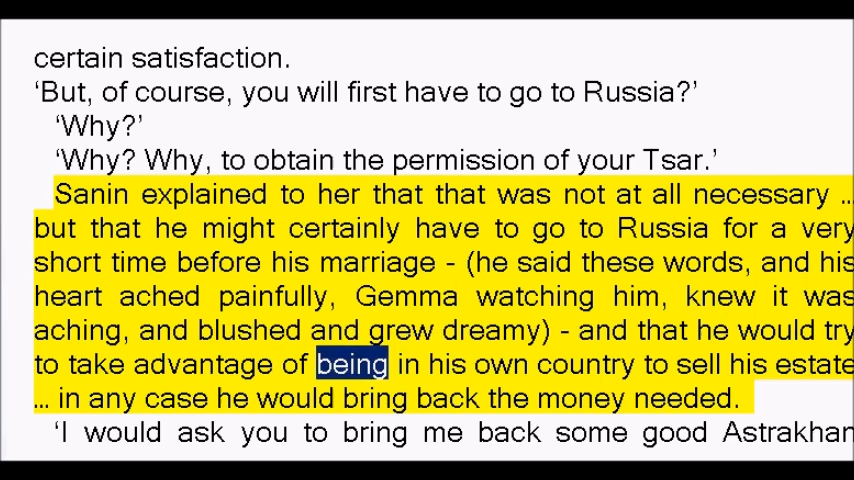 certain satisfaction.
‘But, of course, you will first have to go to Russia?’
‘Why?’
‘Why? Why, to obtain the permission of your Tsar.’
Sanin explained to her that that was not at all necessary ...
but that he might certainly have to go to Russia for a very
short time before his marriage - (he said these words, and his
heart ached painfully, Gemma watching him, knew it was
aching, and blushed and grew dreamy) - and that he would try
to take advantage of being in his own country to sell his estate
... in any case he would bring back the money needed.
‘I would ask you to bring me back some good Astrakhan